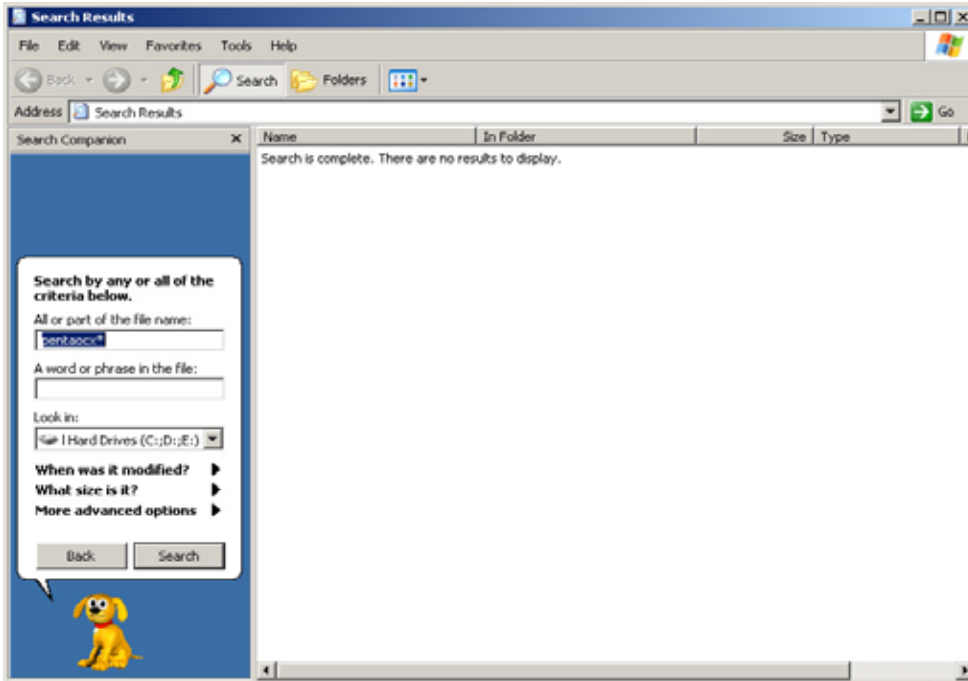 Search Results
File Edit View Favorites Tools Help
Back Search Folders
Address Search Results Go
Search Companion Name In Folder Size Type
Search is complete. There are no results to display.
Search by any or all of the
criteria below.
All or part of the file name:
pentaocx*
A word or phrase in the file:
Look in:
l Hard Drives (C:;D:;E:)
When was it modified?
What size is it?
More advanced options
Back Search